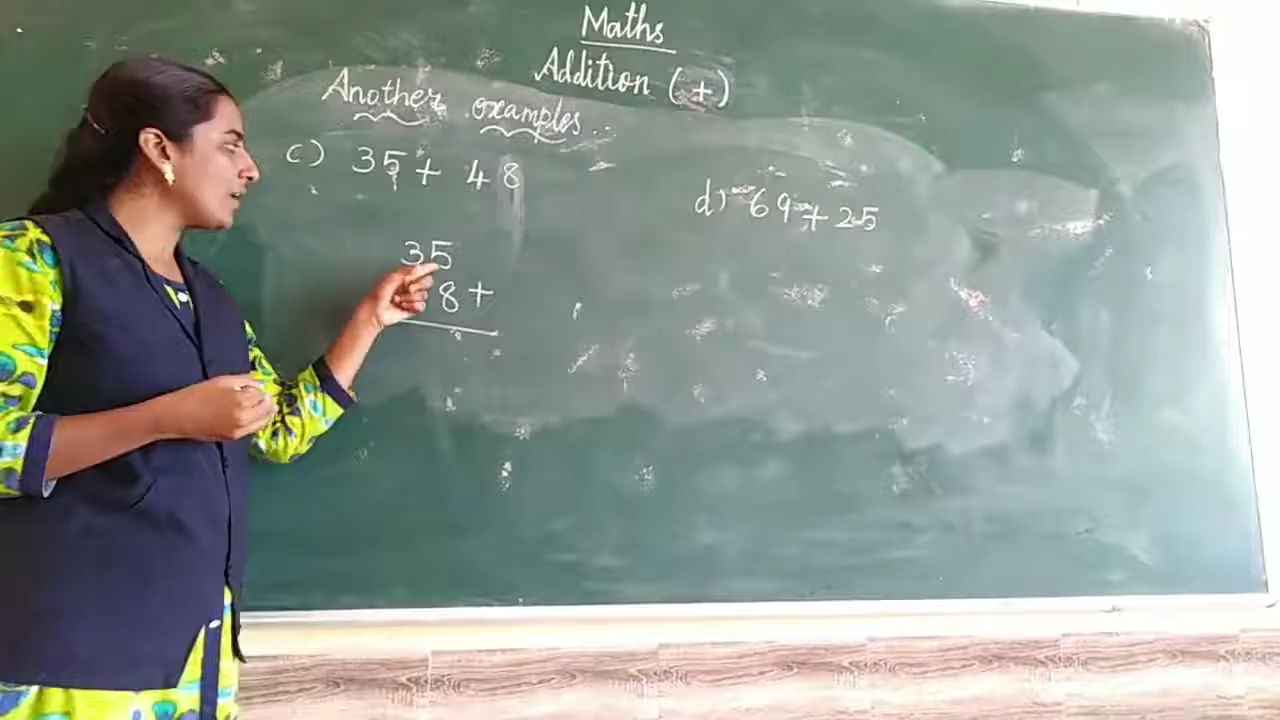 Maths
Addition (+)
Another examples..
c) 35 + 48
d) 69 + 25
35
8+